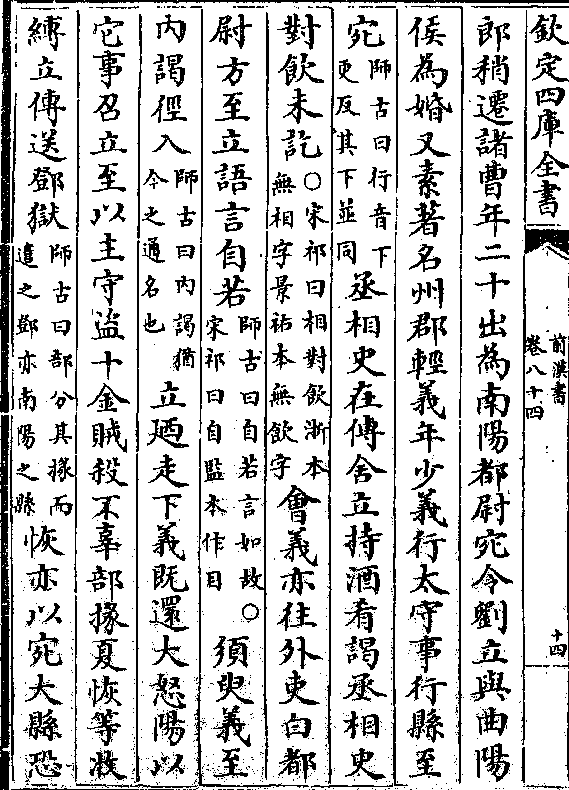 欽定四庫全書
前漢書
卷八十四
十四
郎稍遷諸曹年二十出為南陽都尉宛令劉立與曲陽
侯為婚又素著名州郡輕義年少義行太守事行縣至
宛師古曰行音下更反其下並同丞相史在傳舍立持酒肴謁丞相史
對飲未訖○宋祁曰相對飲浙本無相字景祐本無飲字會義亦往外吏白都
尉方至立語言自若師古曰自若言如故○宋祁曰自監本作目須臾義至
內謁徑入師古曰內謁猶今之通名也立廼走下義既還大怒陽以
它事召立至以主守盜十金賊殺不辜部掾夏恢等收
縛立傳送鄧獄師古曰部分其掾而遣之鄧亦南陽之縣恢亦以宛大縣恐